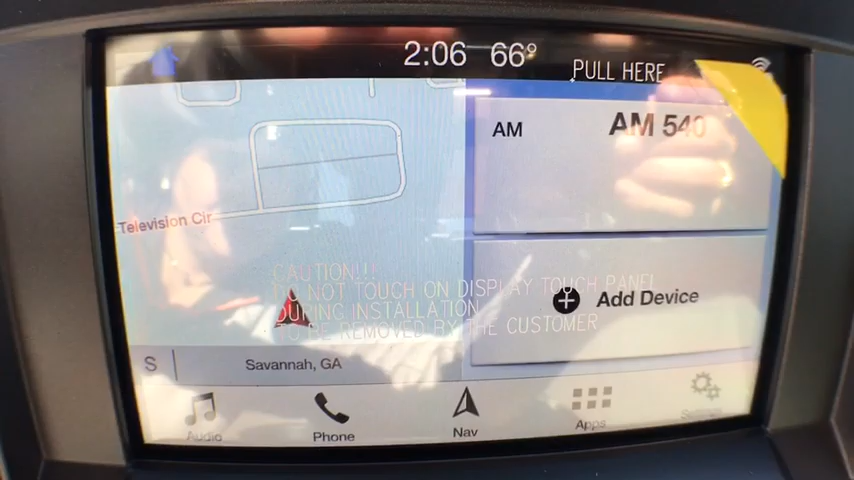 2:06 66°
PULL HERE
AM
AM 540
Television Cir
CAUTION!!!
DO NOT TOUCH ON DISPLAY TOUCH PANEL
DURING INSTALLATION
TO BE REMOVED BY THE CUSTOMER
Add Device
S
Savannah, GA
Audio
Phone
Nav
Apps
Settings